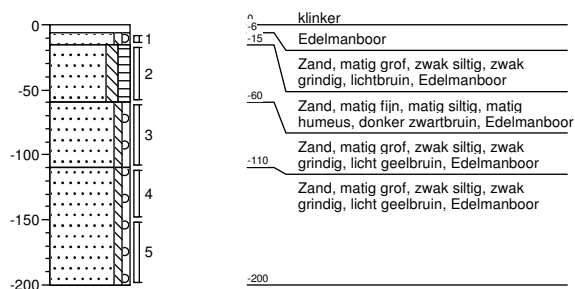 0
-50
-100
-150
-200
1
2
3
4
5
0 klinker
-6
Edelmanboor
-15
Zand, matig grof, zwak siltig, zwak
grindig, lichtbruin, Edelmanboor
-60
Zand, matig fijn, matig siltig, matig
humeus, donker zwartbruin, Edelmanboor
Zand, matig grof, zwak siltig, zwak
grindig, licht geelbruin, Edelmanboor
-110
Zand, matig grof, zwak siltig, zwak
grindig, licht geelbruin, Edelmanboor
-200